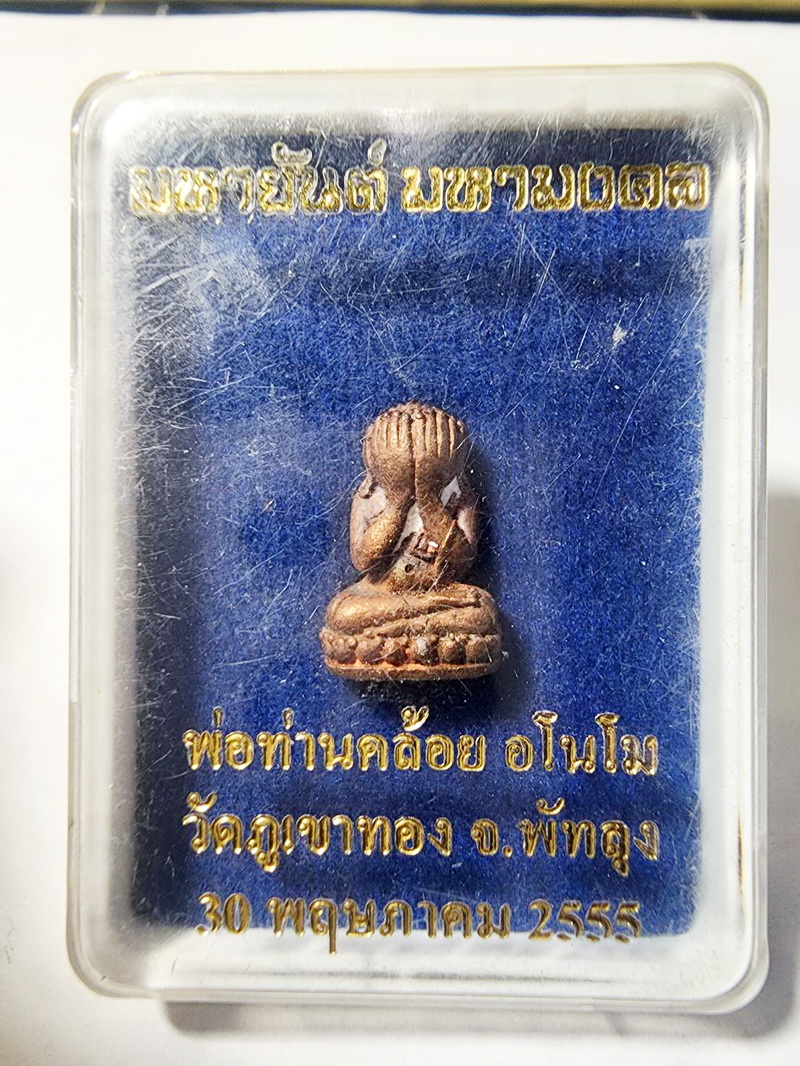 มหายันต์ มหามงคล
พ่อท่านคล้อย อโนโม
วัดภูเขาทอง จ.พัทลุง
30 พฤษภาคม 2555